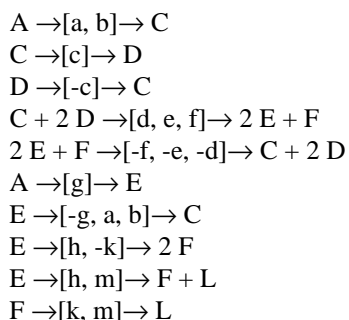 A →[a, b]→ C
C →[c]→ D
D →[-c]→ C
C + 2 D →[d, e, f]→ 2 E + F
2 E + F →[-f, -e, -d]→ C + 2 D
A →[g]→ E
E →[-g, a, b]→ C
E →[h, -k]→ 2 F
E →[h, m]→ F + L
F →[k, m]→ L